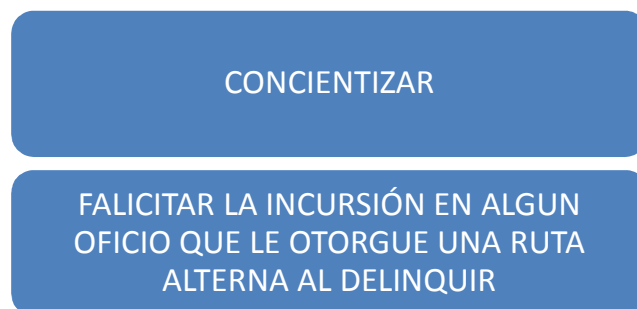 CONCIENTIZAR
FALICITAR LA INCURSIÓN EN ALGUN
OFICIO QUE LE OTORGUE UNA RUTA
ALTERNA AL DELINQUIR